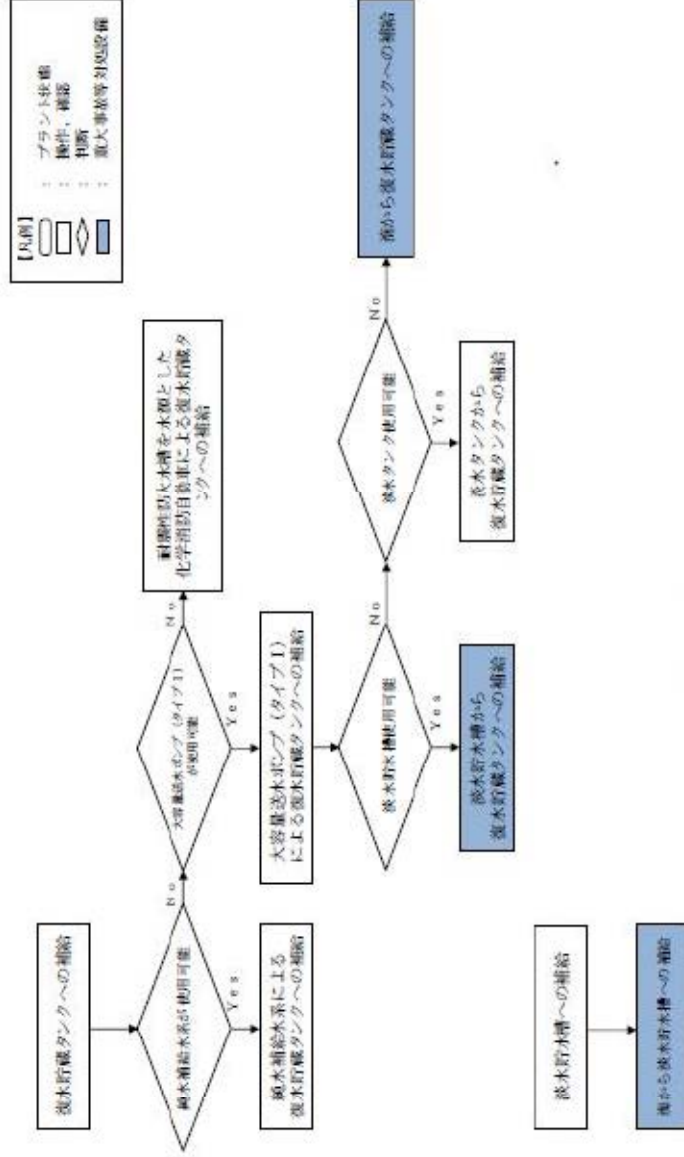 【凡例】
： プラント状態
： 操作，確認
： 判断
： 重大事故等対処設備
復水貯蔵タンクへの補給
純水補給水系が使用可能
No
Yes
純水補給水系による
復水貯蔵タンクへの補給
大容量送水ポンプ（タイプⅠ）
が使用可能
No
Yes
耐震性防火水槽を水源とした
化学消防自動車による復水貯蔵タ
ンクへの補給
大容量送水ポンプ（タイプⅠ）
による復水貯蔵タンクへの補給
淡水貯水槽使用可能
No
Yes
淡水貯水槽から
復水貯蔵タンクへの補給
淡水タンク使用可能
No
Yes
淡水タンクから
復水貯蔵タンクへの補給
海から復水貯蔵タンクへの補給
淡水貯水槽への補給
海から淡水貯水槽への補給